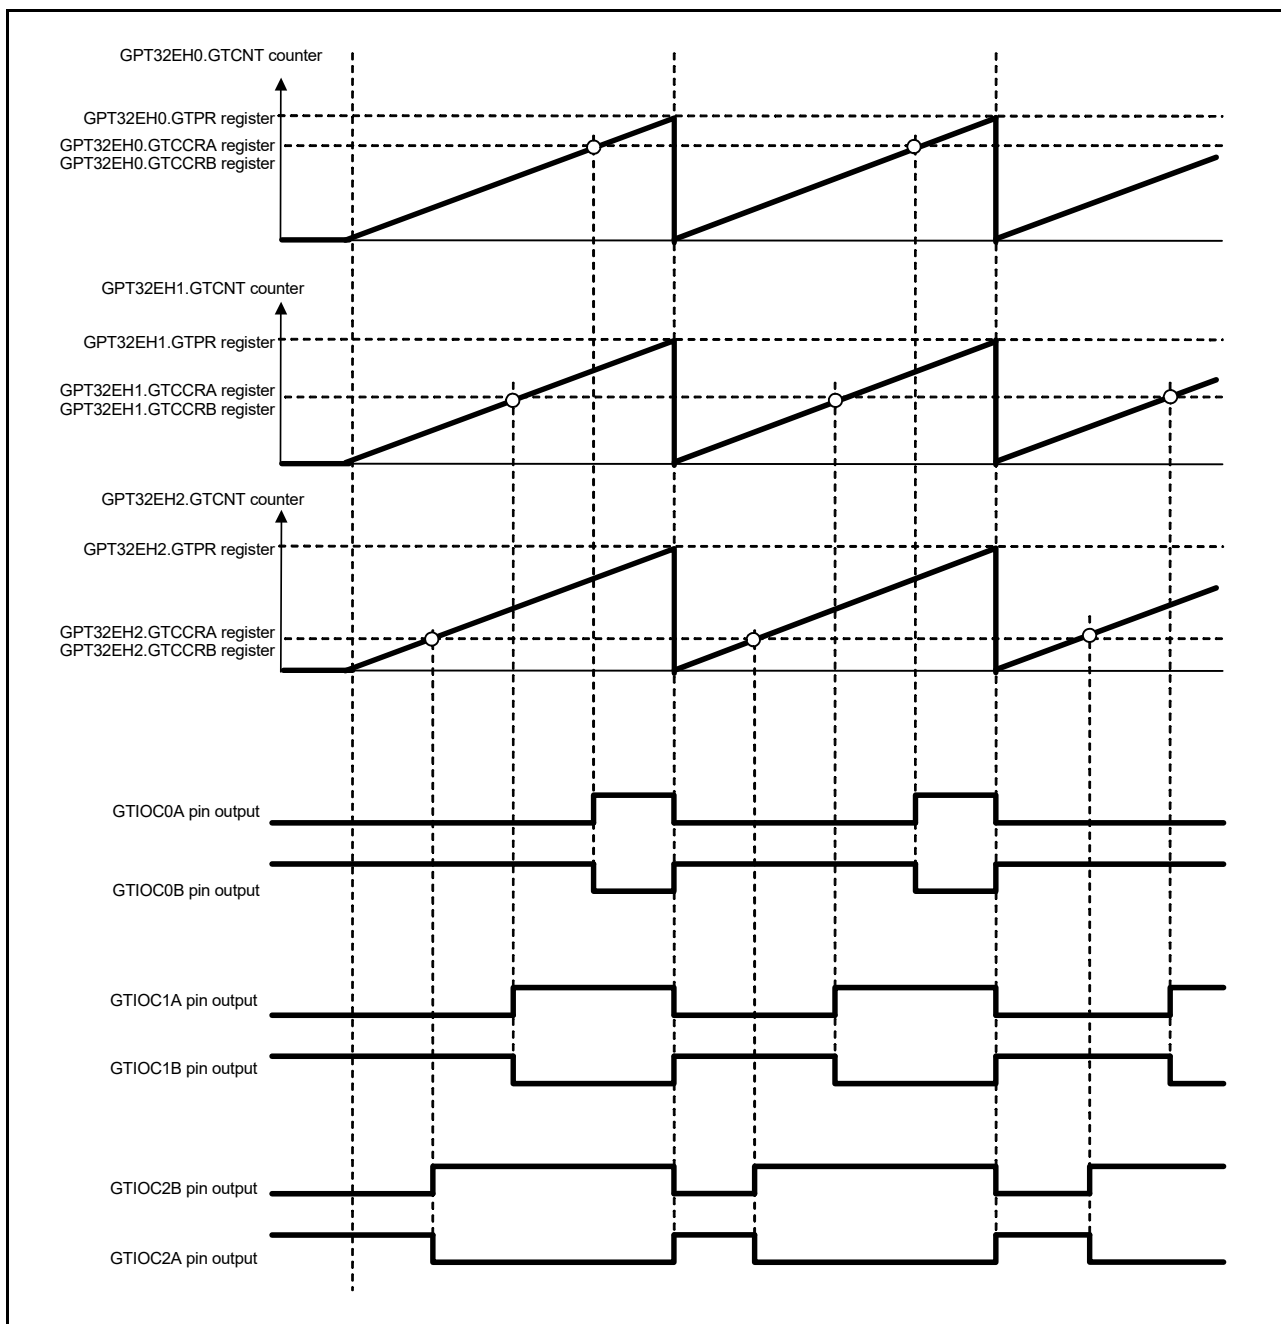 GPT32EH0.GTCNT counter
GPT32EH0.GTPR register
GPT32EH0.GTCCRA register
GPT32EH0.GTCCRB register
GPT32EH1.GTCNT counter
GPT32EH1.GTPR register
GPT32EH1.GTCCRA register
GPT32EH1.GTCCRB register
GPT32EH2.GTCNT counter
GPT32EH2.GTPR register
GPT32EH2.GTCCRA register
GPT32EH2.GTCCRB register
GTIOC0A pin output
GTIOC0B pin output
GTIOC1A pin output
GTIOC1B pin output
GTIOC2B pin output
GTIOC2A pin output